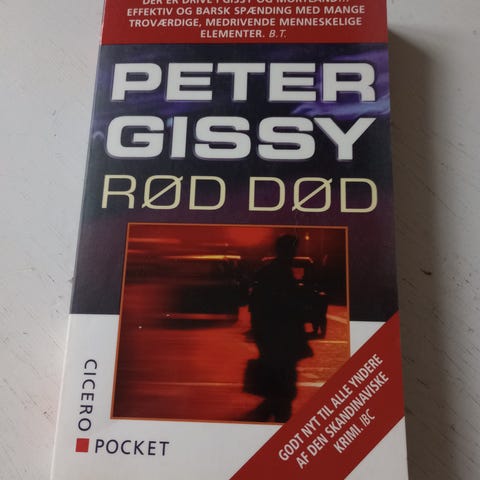 DER ER DRIVE I GISSY OG MORTLAND...
EFFEKTIV OG BARSK SPÆNDING MED MANGE
TROVÆRDIGE, MEDRIVENDE MENNESKELIGE
ELEMENTER. B.T.
PETER
GISSY
RØD DØD
CICERO
POCKET
GODT NYT TIL ALLE YNDERE
AF DEN SKANDINAVISKE
KRIMI. IBC